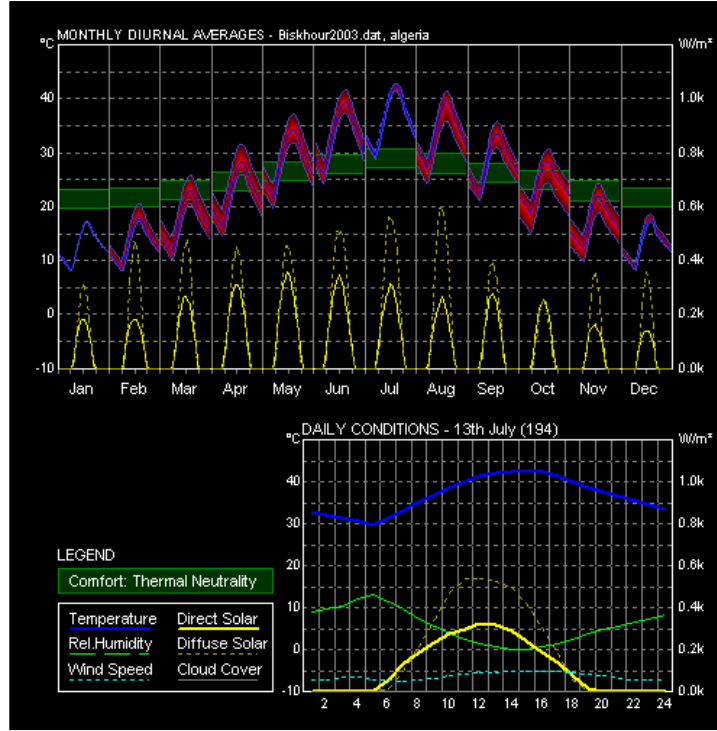 MONTHLY DIURNAL AVERAGES - Biskhour2003.dat, algeria
°C W/m²
40 1.0k
30 0.8k
20 0.6k
10 0.4k
0 0.2k
-10 0.0k
Jan Feb Mar Apr May Jun Jul Aug Sep Oct Nov Dec
DAILY CONDITIONS - 13th July (194)
°C W/m²
40 1.0k
30 0.8k
20 0.6k
10 0.4k
0 0.2k
-10 0.0k
2 4 6 8 10 12 14 16 18 20 22 24
LEGEND
Comfort: Thermal Neutrality
Temperature Direct Solar
Rel.Humidity Diffuse Solar
Wind Speed Cloud Cover